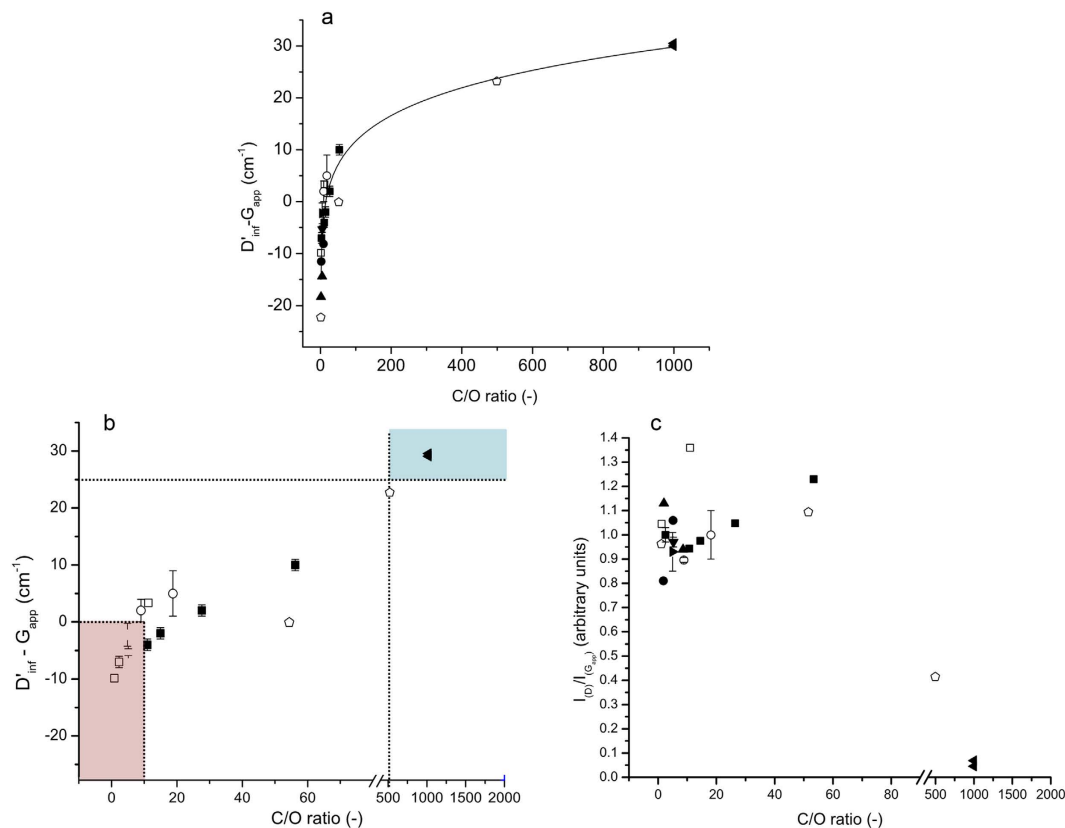 a
30
20
10
0
-10
-20
D'inf-Gapp (cm-1)
0 200 400 600 800 1000
C/O ratio (-)
b
30
20
10
0
-10
-20
D'inf - Gapp (cm-1)
0 20 40 60 500 1000 1500 2000
C/O ratio (-)
c
1.4
1.3
1.2
1.1
1.0
0.9
0.8
0.7
0.6
0.5
0.4
0.3
0.2
0.1
0.0
I(D)/I(Gapp) (arbitrary units)
0 20 40 60 80 500 1000 1500 2000
C/O ratio (-)